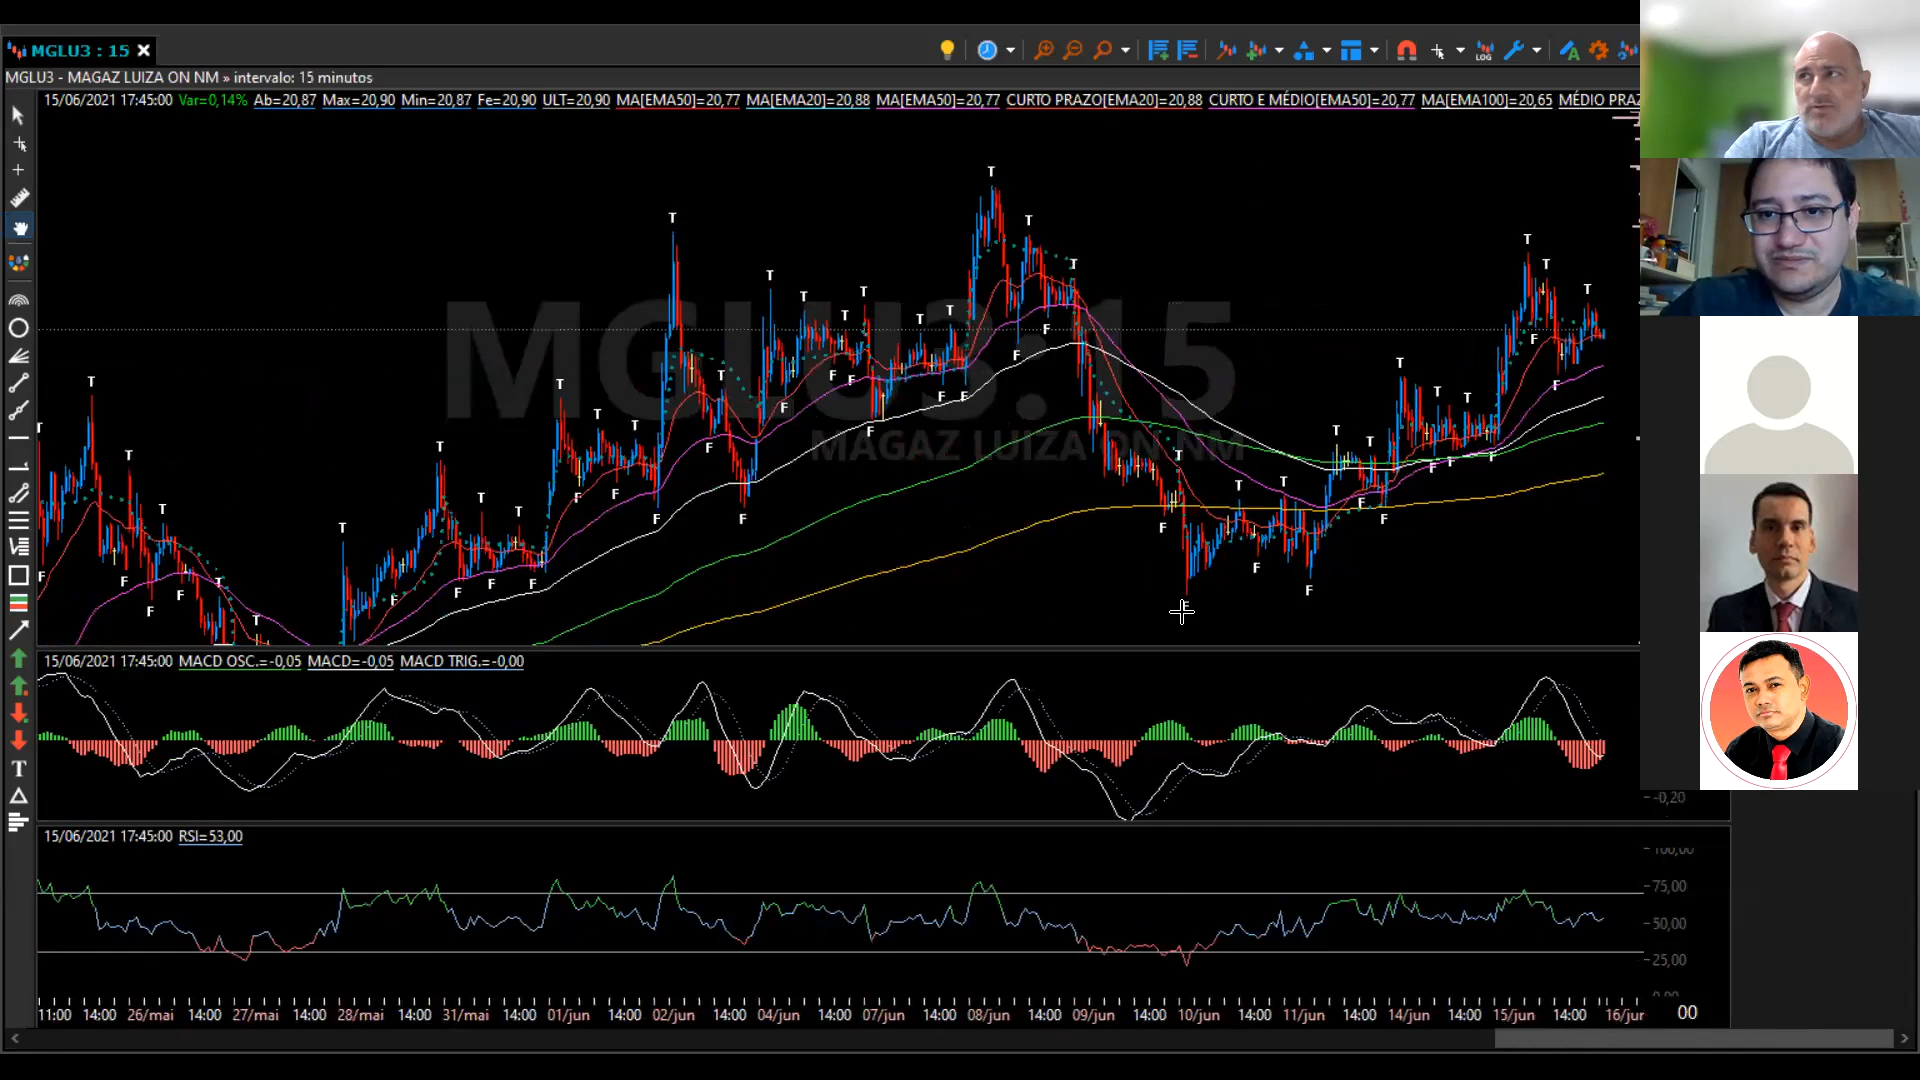 MGLU3 : 15
MGLU3 - MAGAZ LUIZA ON NM » intervalo: 15 minutos
15/06/2021 17:45:00 Var=0,14% Ab=20,87 Max=20,90 Min=20,87 Fe=20,90 ULT=20,90 MA[EMA50]=20,77 MA[EMA20]=20,88 MA[EMA50]=20,77 CURTO PRAZO[EMA20]=20,88 CURTO E MÉDIO[EMA50]=20,77 MA[EMA100]=20,65 MÉDIO PRAZ
LOG
MGLU3:15
MAGAZ LUIZA ON NM
15/06/2021 17:45:00 MACD OSC.=-0,05 MACD=-0,05 MACD TRIG.=-0,00
-0,20
15/06/2021 17:45:00 RSI=53,00
100,00
75,00
50,00
25,00
11:00 14:00 26/mai 14:00 27/mai 14:00 28/mai 14:00 31/mai 14:00 01/jun 14:00 02/jun 14:00 04/jun 14:00 07/jun 14:00 08/jun 14:00 09/jun 14:00 10/jun 14:00 11/jun 14:00 14/jun 14:00 15/jun 14:00 16/jun 00